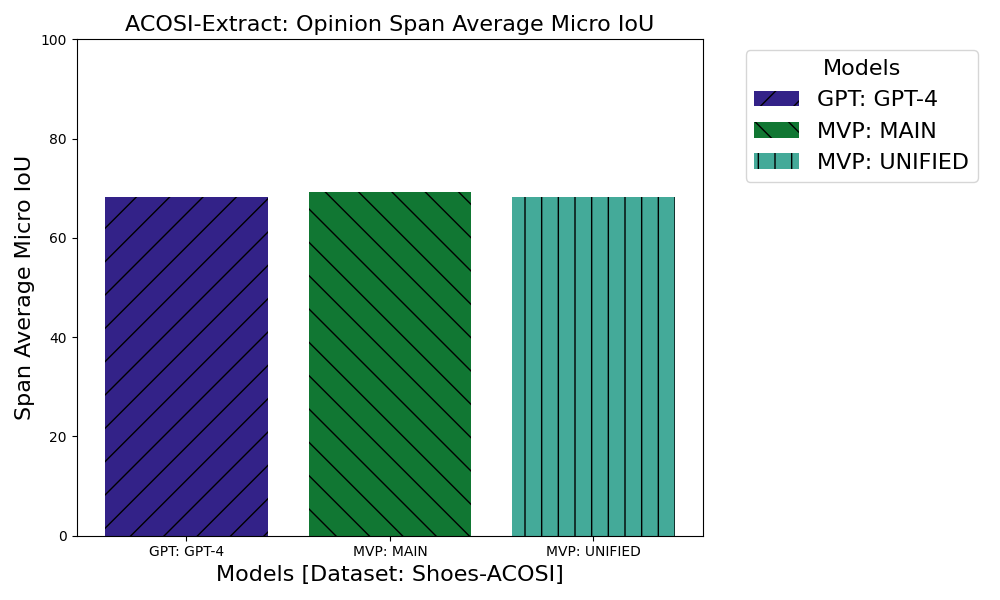 ACOSI-Extract: Opinion Span Average Micro IoU
Span Average Micro IoU
100
80
60
40
20
0
GPT: GPT-4
MVP: MAIN
MVP: UNIFIED
Models [Dataset: Shoes-ACOSI]
Models
GPT: GPT-4
MVP: MAIN
MVP: UNIFIED